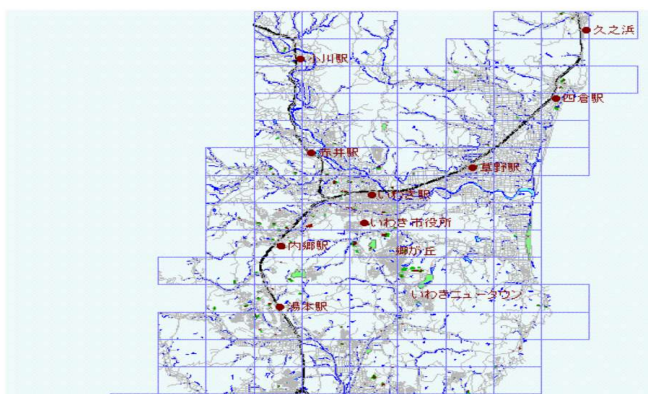 久之浜
小川駅
四倉駅
赤井駅
草野駅
いわき駅
いわき市役所
内郷駅
郷が丘
いわきニュータウン
湯本駅